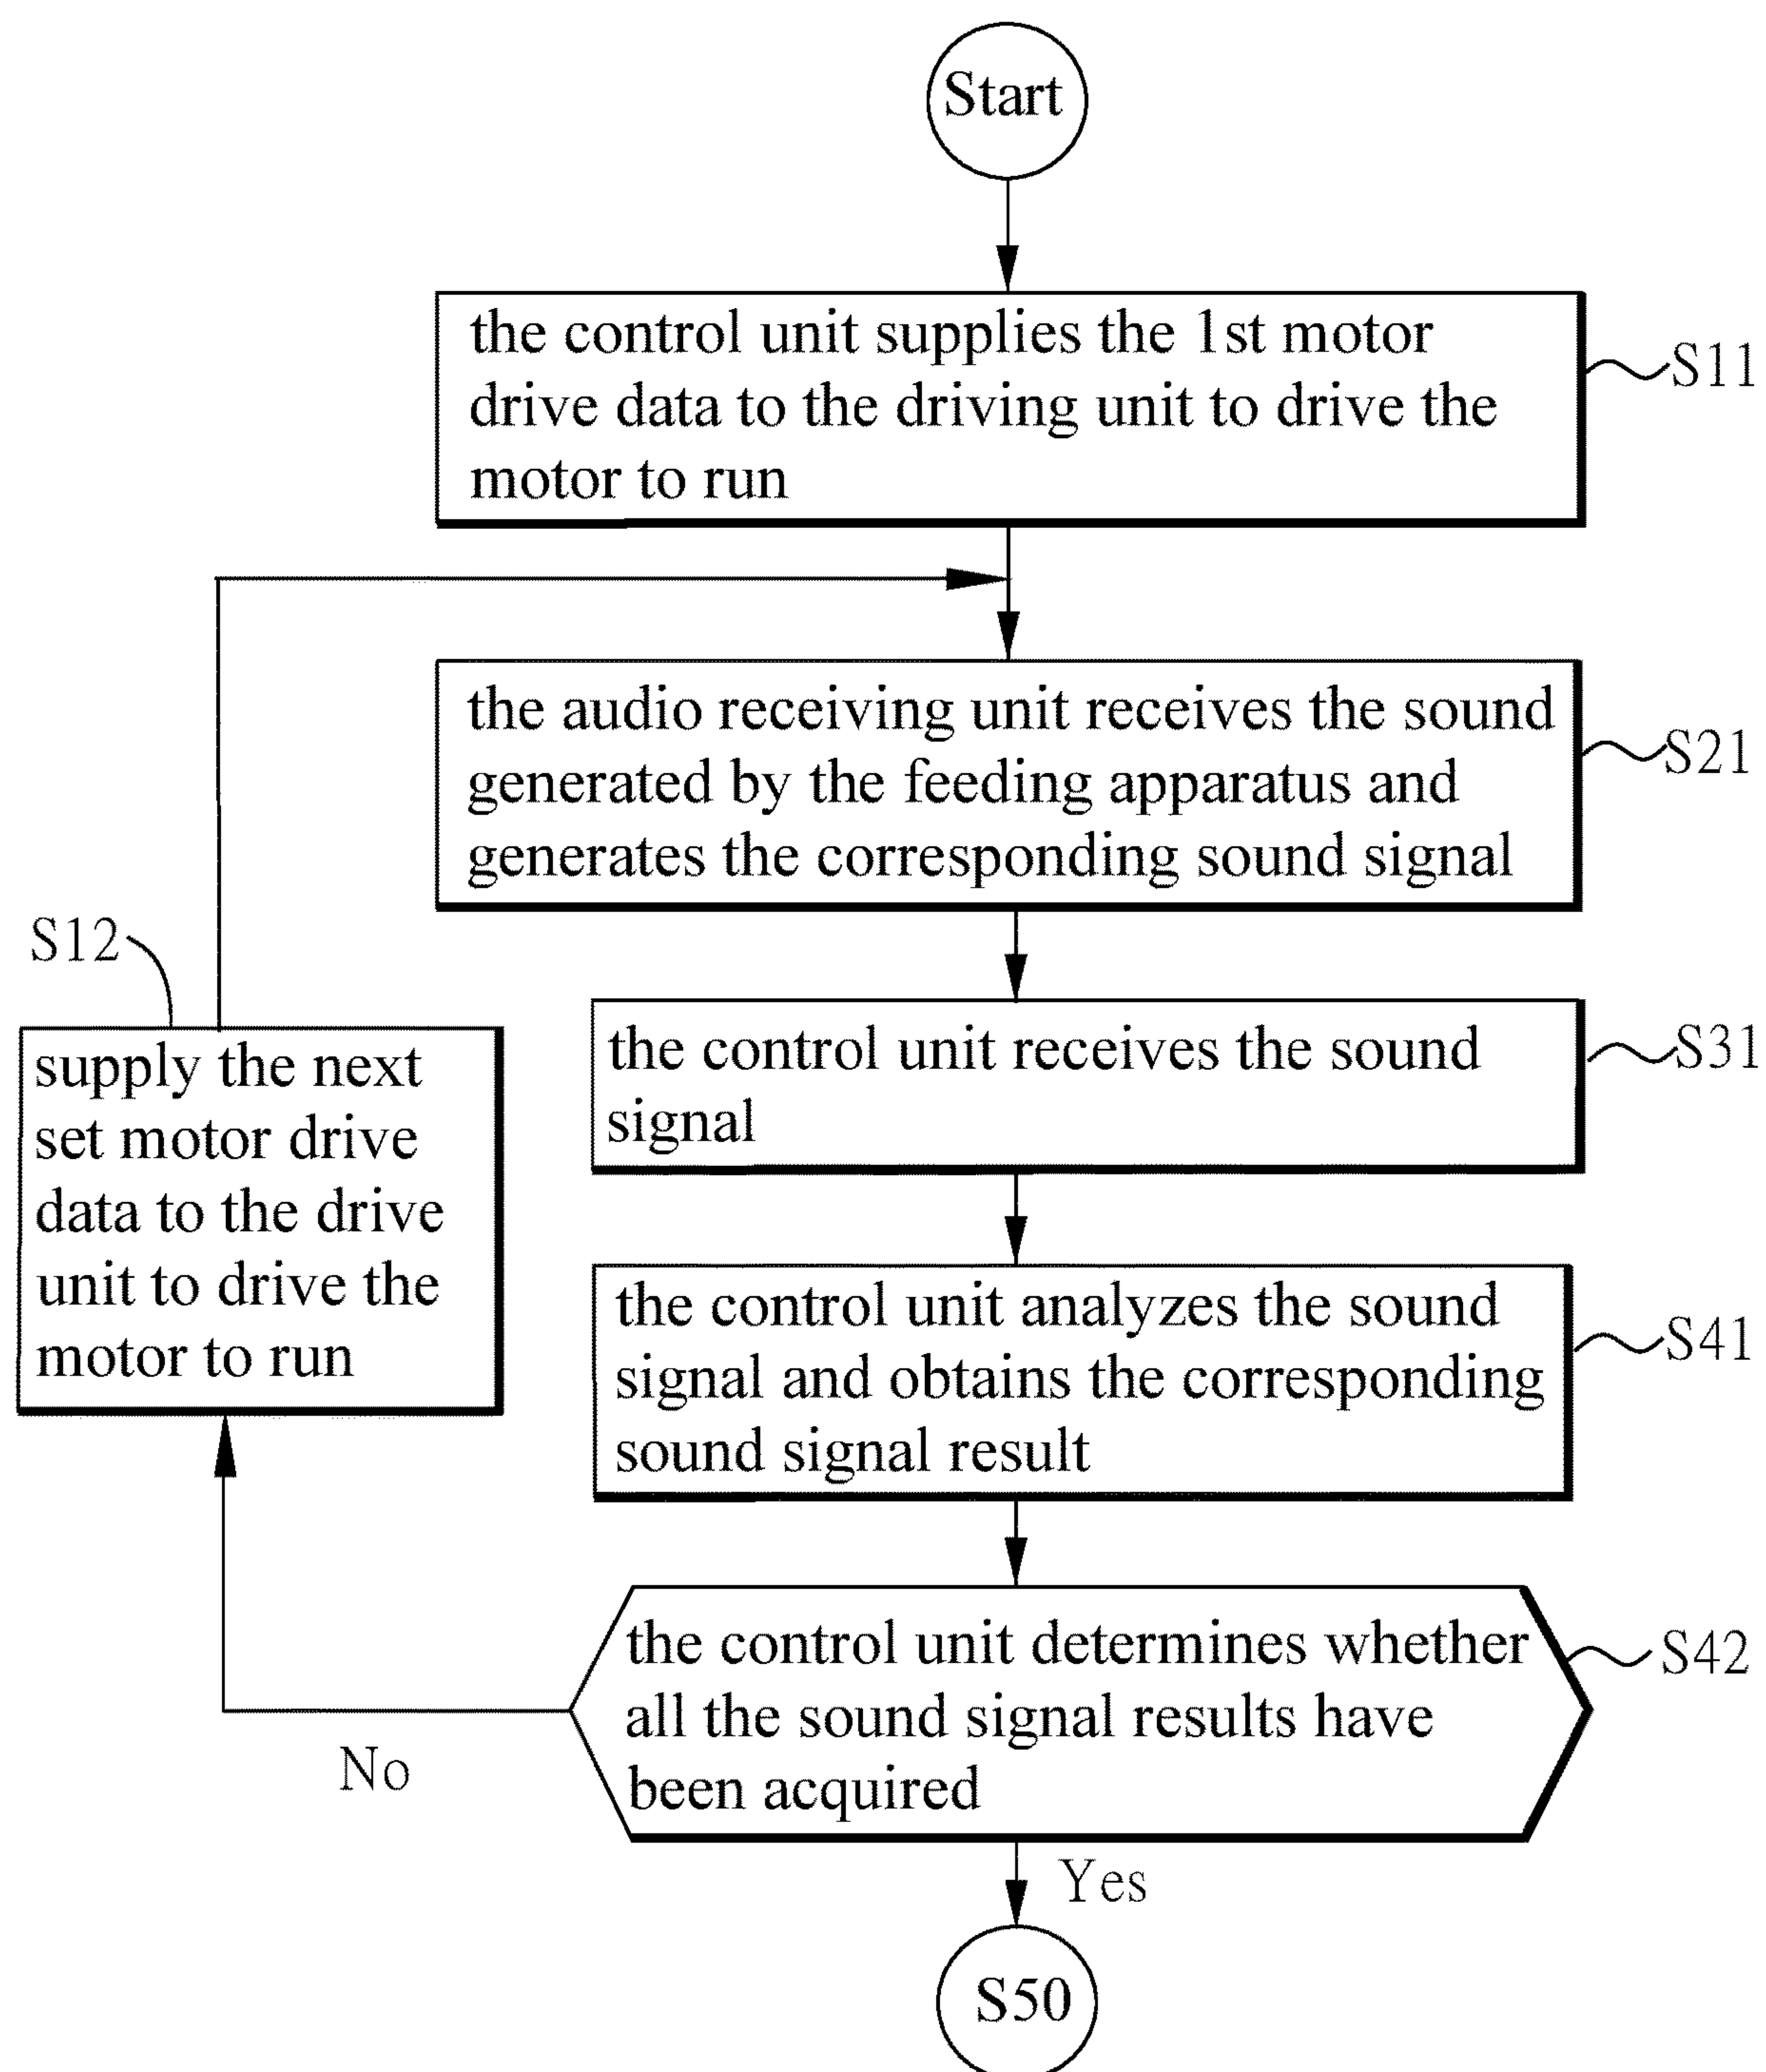 Start
the control unit supplies the 1st motor
drive data to the driving unit to drive the
motor to run
S11
the audio receiving unit receives the sound
generated by the feeding apparatus and
generates the corresponding sound signal
S21
S12
supply the next
set motor drive
data to the drive
unit to drive the
motor to run
the control unit receives the sound
signal
S31
the control unit analyzes the sound
signal and obtains the corresponding
sound signal result
S41
the control unit determines whether
all the sound signal results have
been acquired
S42
No
Yes
S50